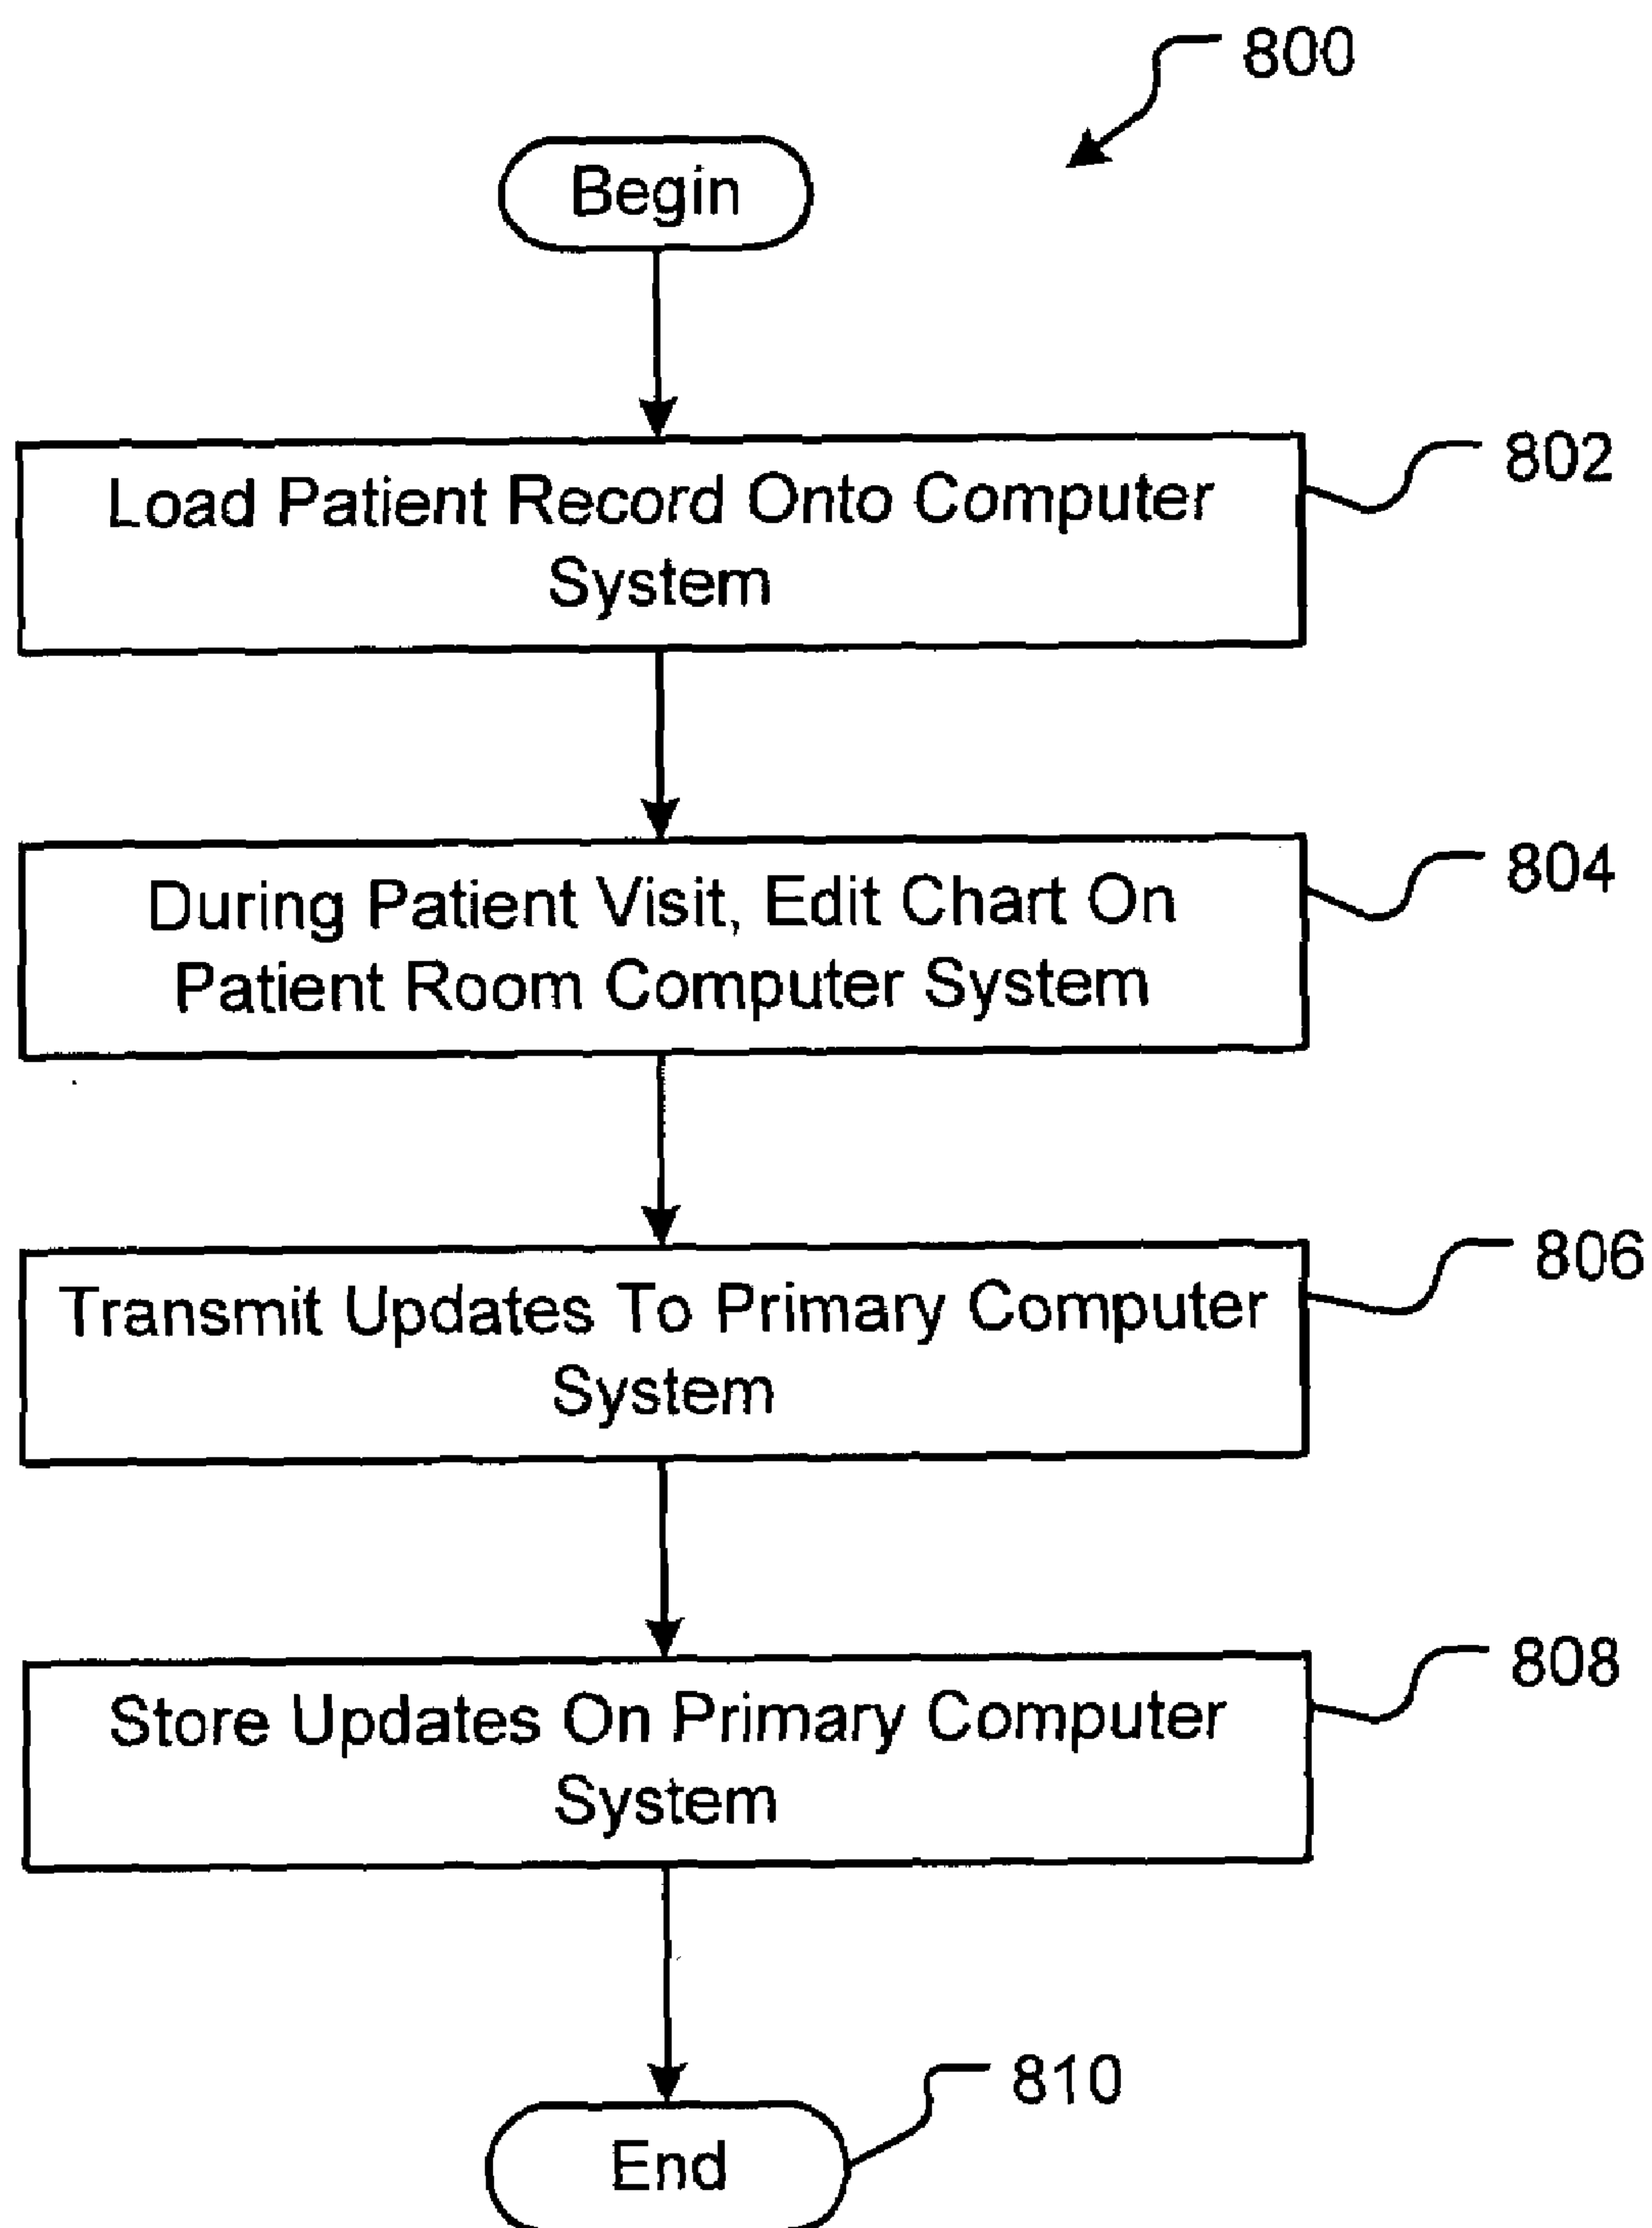 800
Begin
802
Load Patient Record Onto Computer
System
804
During Patient Visit, Edit Chart On
Patient Room Computer System
806
Transmit Updates To Primary Computer
System
808
Store Updates On Primary Computer
System
810
End